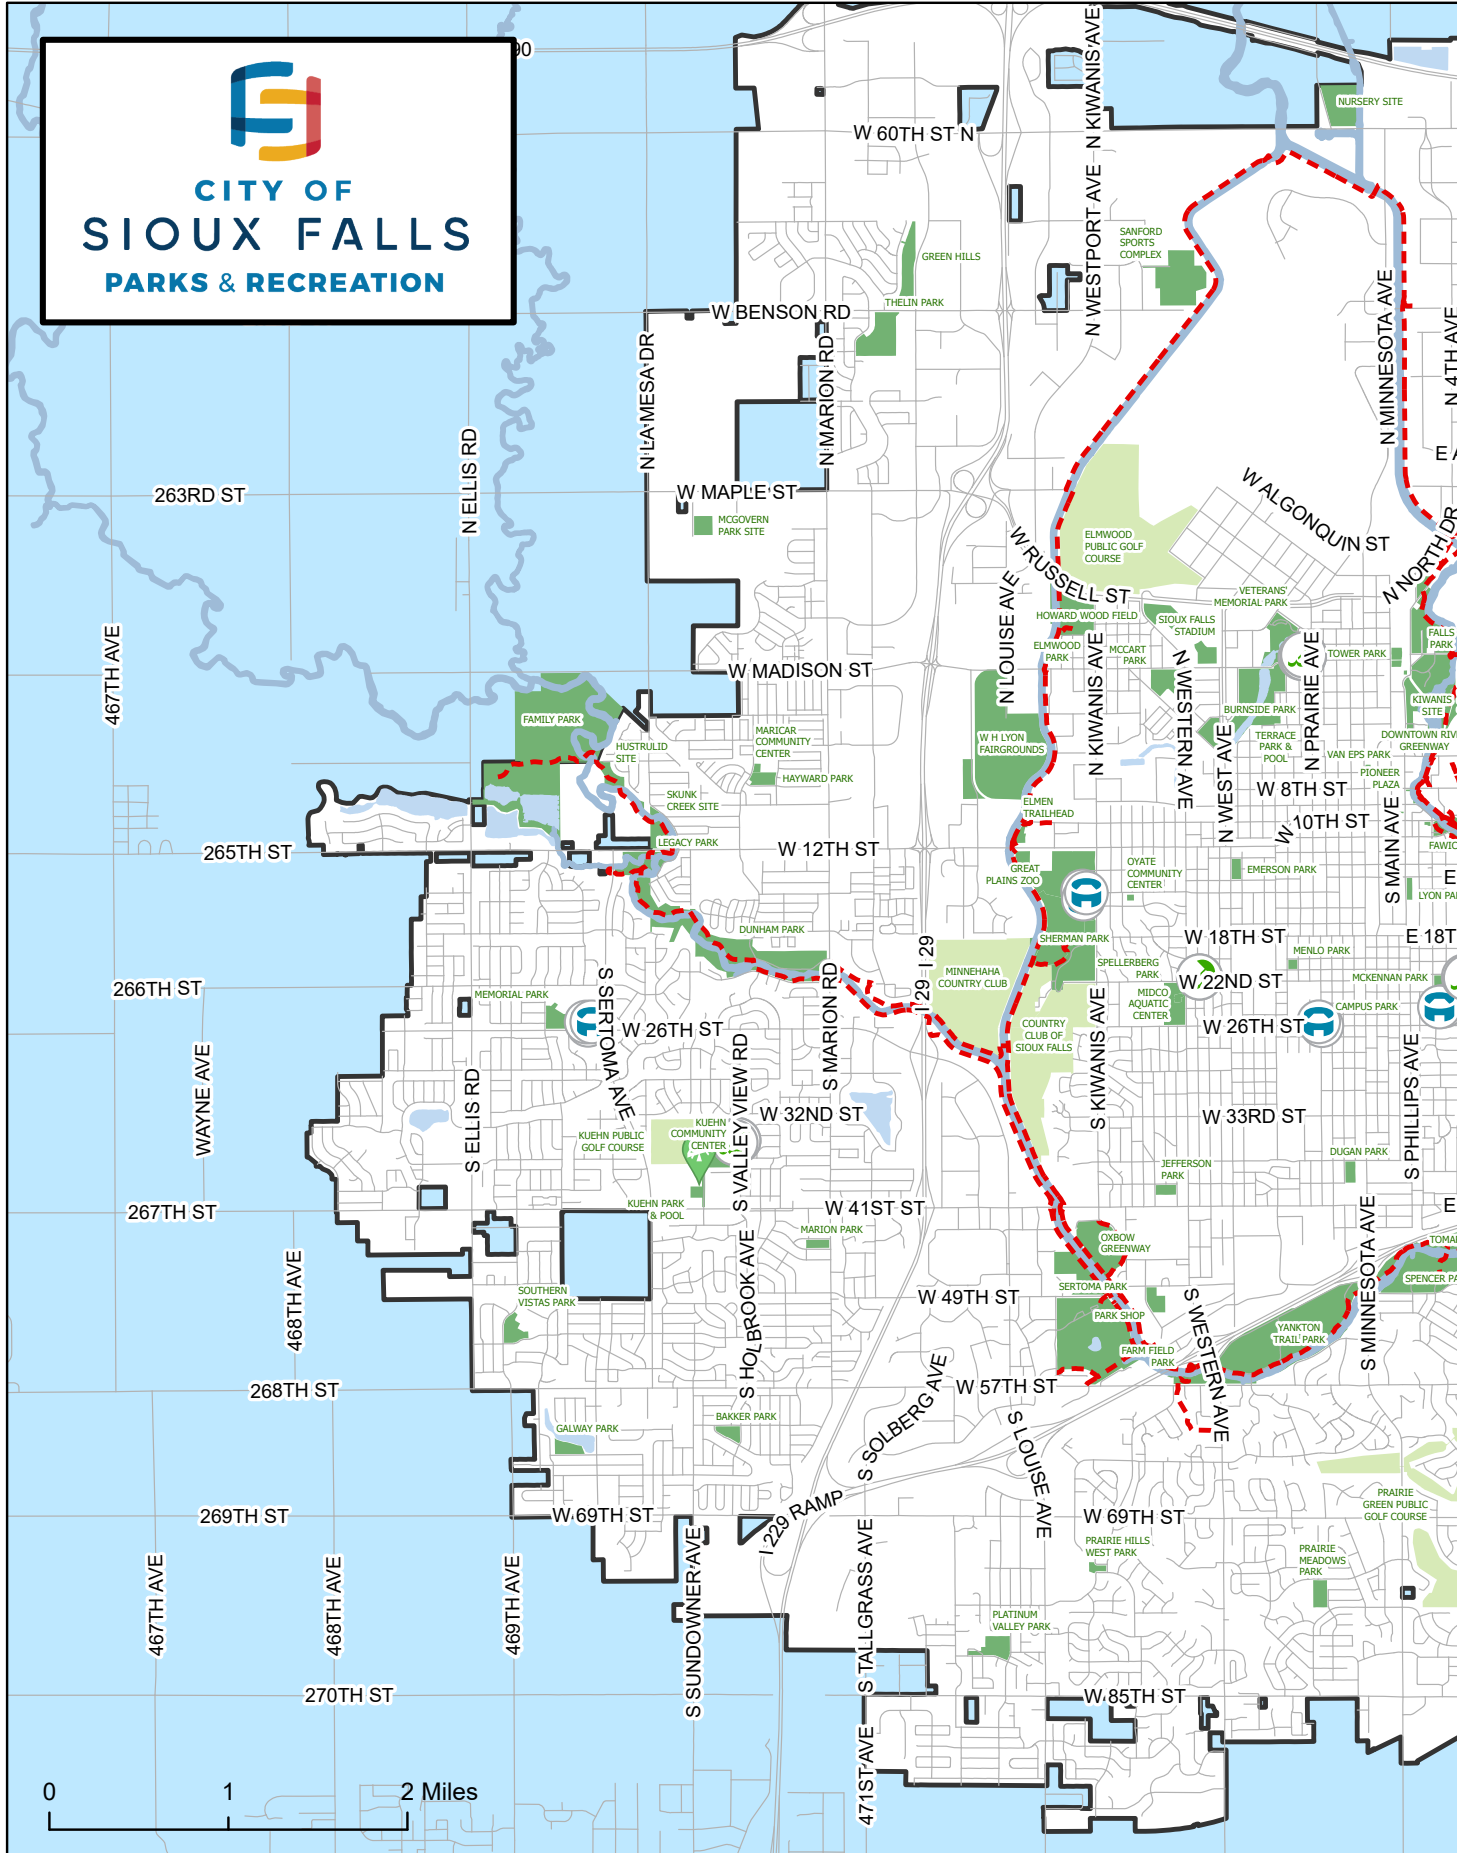 CITY OF
SIOUX FALLS
PARKS & RECREATION
90
N KIWANIS AVE
NURSERY SITE
W 60TH ST N
N WESTPORT AVE
SANFORD
SPORTS
COMPLEX
GREEN HILLS
THELIN PARK
W BENSON RD
N LA MESA DR
N MARION RD
N MINNESOTA AVE
N 4TH AVE
N ELLIS RD
263RD ST
W MAPLE ST
MCGOVERN
PARK SITE
E A
W ALGONQUIN ST
ELMWOOD
PUBLIC GOLF
COURSE
W RUSSELL ST
N NORTH DR
N LOUISE AVE
VETERANS'
MEMORIAL PARK
HOWARD WOOD FIELD
SIOUX FALLS
STADIUM
FALLS
PARK
ELMWOOD
PARK
MCCART
PARK
TOWER PARK
467TH AVE
W MADISON ST
N KIWANIS AVE
N WESTERN AVE
N PRAIRIE AVE
KIWANIS
SITE
FAMILY PARK
BURNSIDE PARK
HUSTRULID
SITE
MARICAR
COMMUNITY
CENTER
W H LYON
FAIRGROUNDS
TERRACE
PARK &
POOL
DOWNTOWN RIV
GREENWAY
VAN EPS PARK
HAYWARD PARK
PIONEER
PLAZA
N WEST AVE
SKUNK
CREEK SITE
W 8TH ST
ELMEN
TRAILHEAD
W 10TH ST
S MAIN AVE
LEGACY PARK
FAWIC
265TH ST
W 12TH ST
GREAT
PLAINS ZOO
OYATE
COMMUNITY
CENTER
EMERSON PARK
E
LYON PA
DUNHAM PARK
SHERMAN PARK
W 18TH ST
E 18T
MENLO PARK
I 29
I 29
MINNEHAHA
COUNTRY CLUB
SPELLERBERG
PARK
W 22ND ST
MCKENNAN PARK
266TH ST
S SERTOMA AVE
MEMORIAL PARK
S MARION RD
MIDCO
AQUATIC
CENTER
CAMPUS PARK
W 26TH ST
W 26TH ST
COUNTRY
CLUB OF
SIOUX FALLS
S KIWANIS AVE
WAYNE AVE
S ELLIS RD
S VALLEY VIEW RD
S PHILLIPS AVE
W 32ND ST
W 33RD ST
KUEHN PUBLIC
GOLF COURSE
KUEHN
COMMUNITY
CENTER
DUGAN PARK
JEFFERSON
PARK
KUEHN PARK
& POOL
267TH ST
W 41ST ST
E
MARION PARK
S MINNESOTA AVE
468TH AVE
S HOLBROOK AVE
OXBOW
GREENWAY
TOMA
SERTOMA PARK
SPENCER PA
SOUTHERN
VISTAS PARK
W 49TH ST
S WESTERN AVE
PARK SHOP
YANKTON
TRAIL PARK
FARM FIELD
PARK
268TH ST
W 57TH ST
S SOLBERG AVE
BAKKER PARK
GALWAY PARK
S LOUISE AVE
PRAIRIE
GREEN PUBLIC
GOLF COURSE
269TH ST
W 69TH ST
I 229 RAMP
W 69TH ST
PRAIRIE HILLS
WEST PARK
PRAIRIE
MEADOWS
PARK
467TH AVE
468TH AVE
469TH AVE
S SUNDOWNER AVE
S TALLGRASS AVE
PLATINUM
VALLEY PARK
270TH ST
W 85TH ST
471ST AVE
0 1 2 Miles